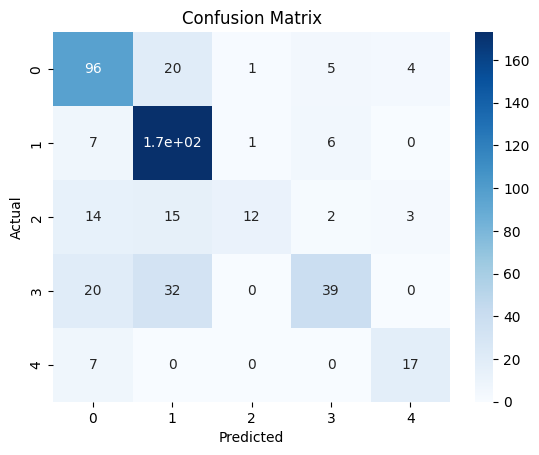 Confusion Matrix
0 96 20 1 5 4
1 7 1.7e+02 1 6 0
2 14 15 12 2 3
3 20 32 0 39 0
4 7 0 0 0 17
0 1 2 3 4
Actual
Predicted
160
140
120
100
80
60
40
20
0